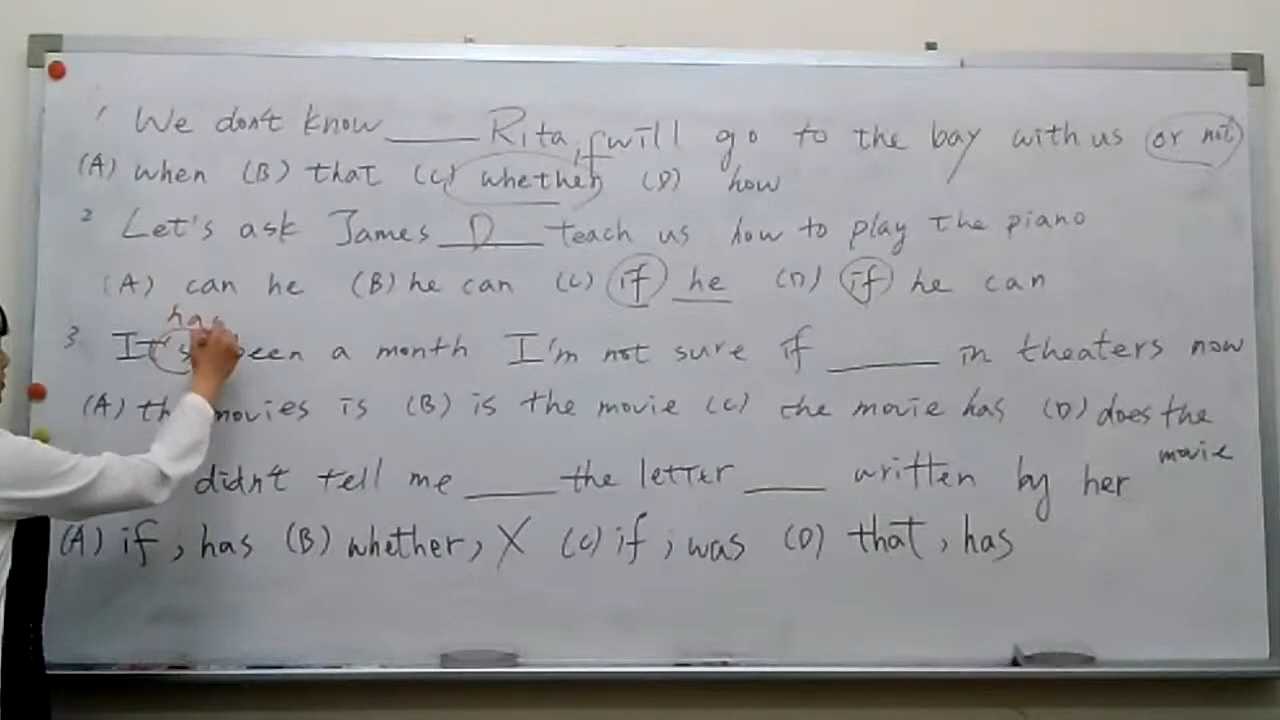 1 We don't know ____ Rita will go to the bay with us or not
if
(A) when (B) that (C) whether (D) how
2 Let's ask James D teach us how to play the piano
(A) can he (B) he can (C) if he (D) if he can
has
3 It's been a month I'm not sure if ____ in theaters now
(A) the movies is (B) is the movie (C) the movie has (D) does the movie
didn't tell me ____ the letter ____ written by her
(A) if, has (B) whether, X (C) if, was (D) that, has